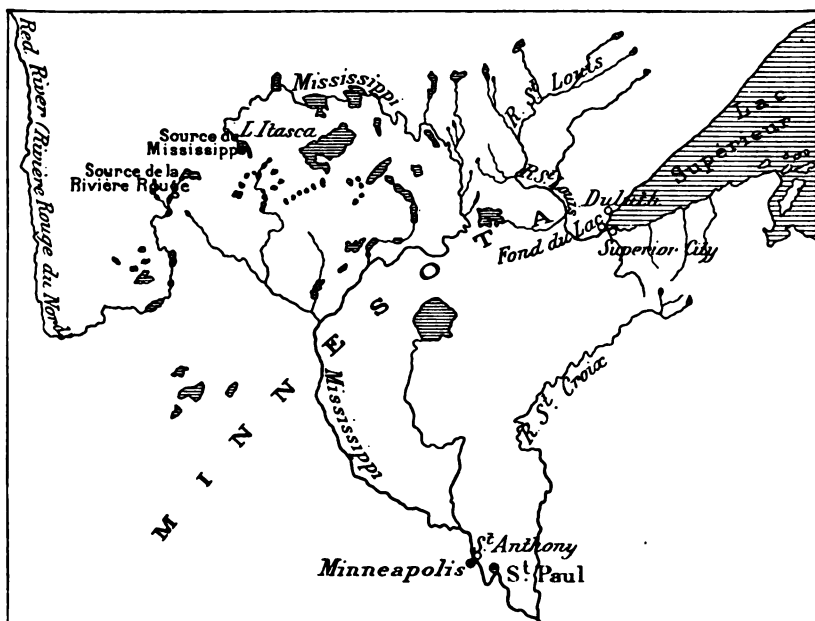 Red River (Rivière Rouge du Nord)
Mississippi
R. St. Louis
Lac
Supérieur
L. Itasca
Source du
Mississippi
Source de la
Rivière Rouge
R. St. Louis
Duluth
Fond du Lac
Superior City
MINNESOTA
Mississippi
R. St. Croix
St. Anthony
Minneapolis
St. Paul